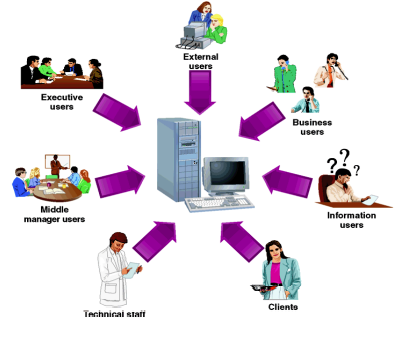 External
users
Executive
users
Business
users
???
Middle
manager users
Information
users
Technical staff
Clients